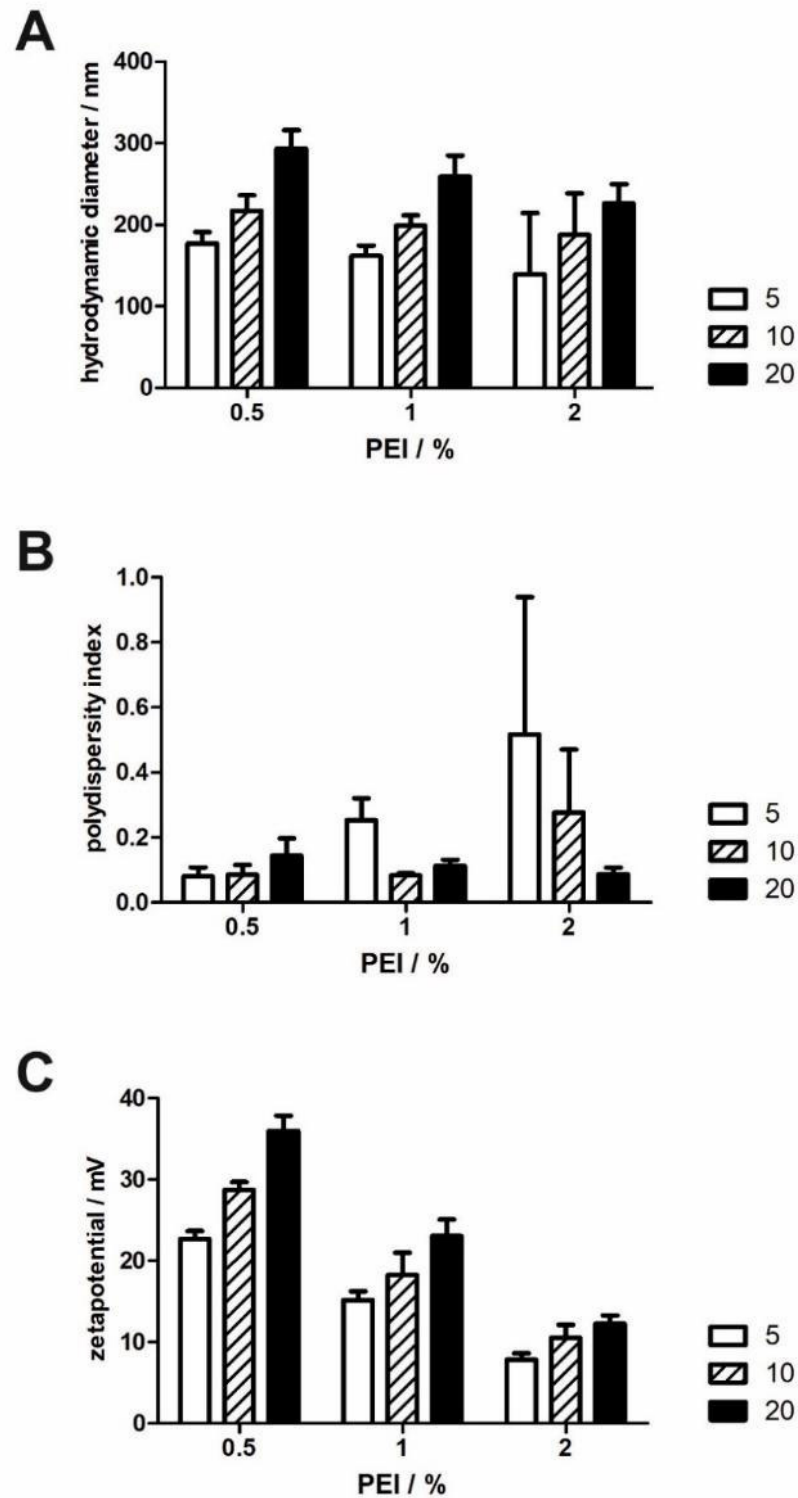 A
hydrodynamic diameter / nm
400
300
200
100
0
0.5 1 2
PEI / %
5
10
20
B
polydispersity index
1.0
0.8
0.6
0.4
0.2
0.0
0.5 1 2
PEI / %
5
10
20
C
zetapotential / mV
40
30
20
10
0
0.5 1 2
PEI / %
5
10
20